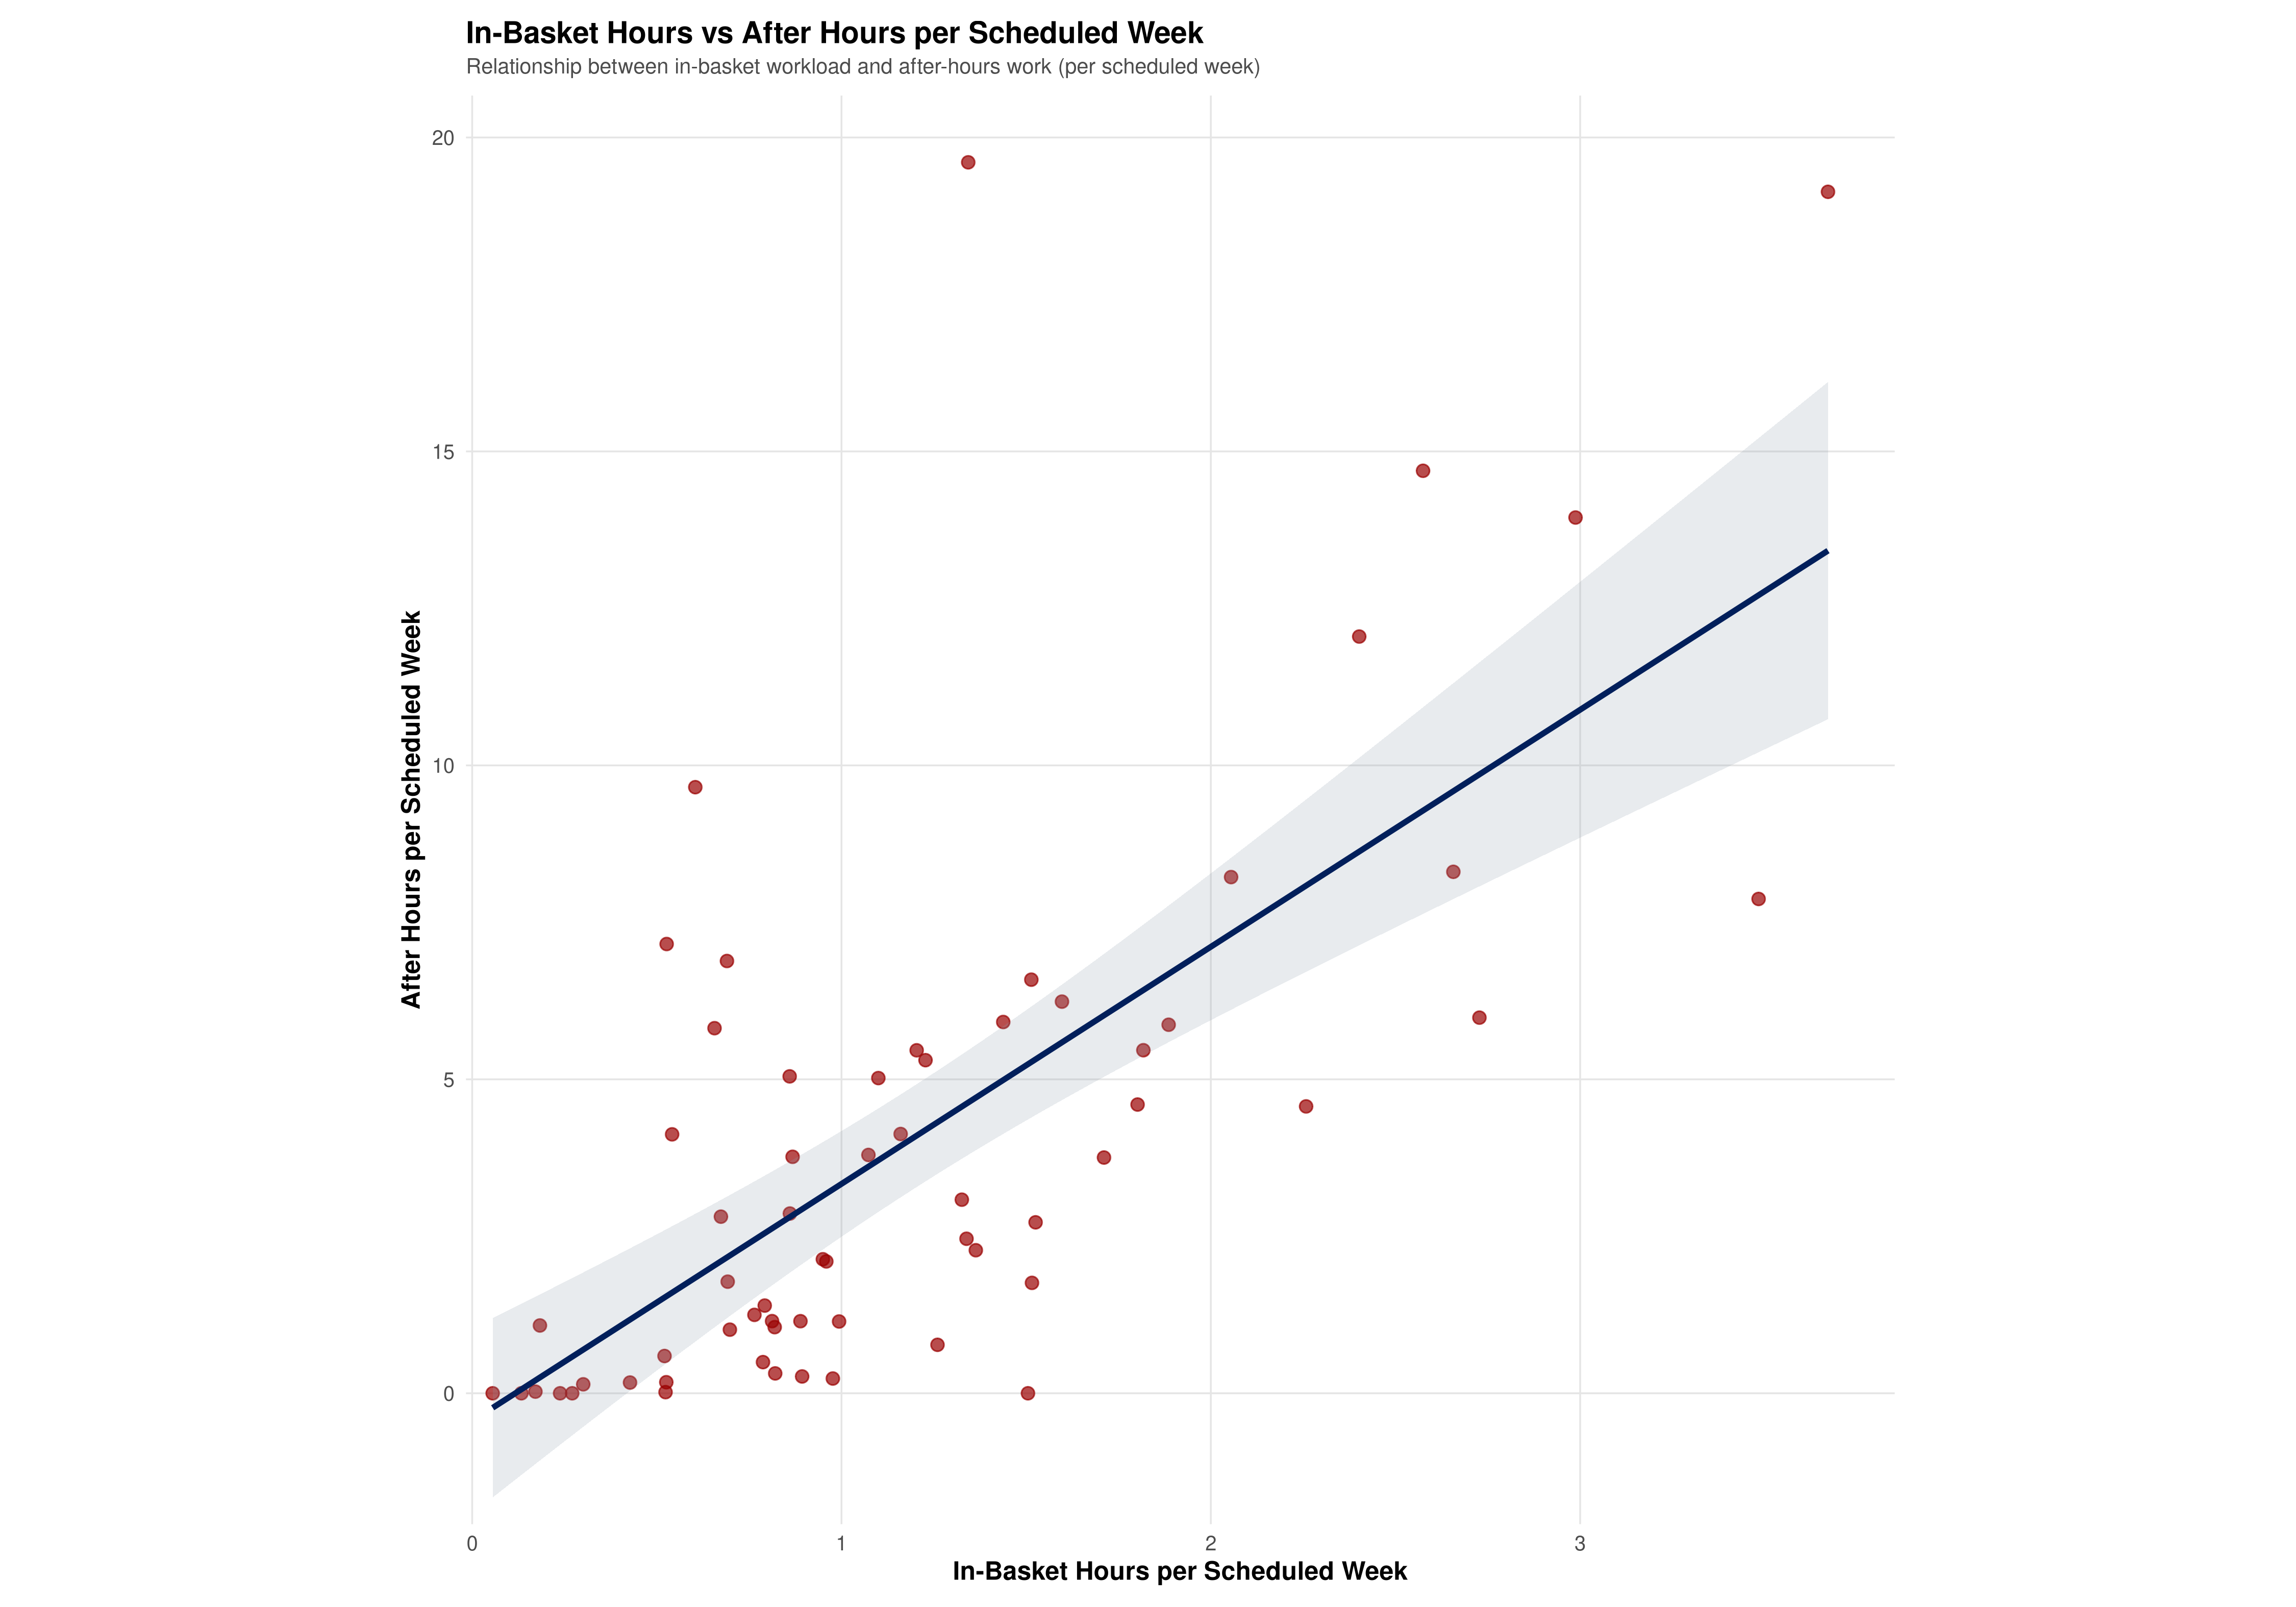 In-Basket Hours vs After Hours per Scheduled Week
Relationship between in-basket workload and after-hours work (per scheduled week)
After Hours per Scheduled Week
20
15
10
5
0
0 1 2 3
In-Basket Hours per Scheduled Week